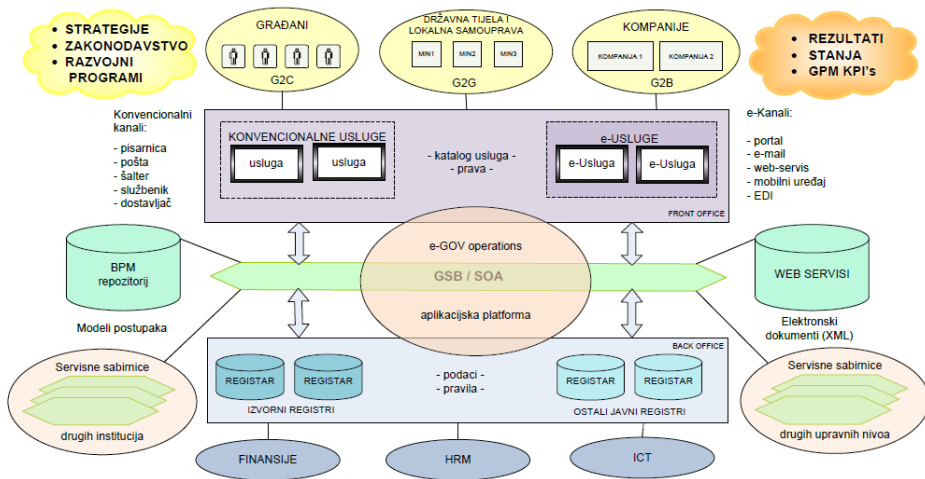 • STRATEGIJE
• ZAKONODAVSTVO
• RAZVOJNI
PROGRAMI
GRAĐANI
G2C
DRŽAVNA TIJELA I
LOKALNA SAMOUPRAVA
MIN1
MIN2
MIN3
G2G
KOMPANIJE
KOMPANIJA 1
KOMPANIJA 2
G2B
• REZULTATI
• STANJA
• GPM KPI's
Konvencionalni
kanali:
- pisarnica
- pošta
- šalter
- službenik
- dostavljač
KONVENCIONALNE USLUGE
usluga
usluga
- katalog usluga -
- prava -
e-USLUGE
e-Usluga
e-Usluga
FRONT OFFICE
e-Kanali:
- portal
- e-mail
- web-servis
- mobilni uređaj
- EDI
BPM
repozitorij
Modeli postupaka
e-GOV operations
GSB / SOA
aplikacijska platforma
WEB SERVISI
Elektronski
dokumenti (XML)
Servisne sabirnice
drugih institucija
BACK OFFICE
REGISTAR
REGISTAR
IZVORNI REGISTRI
- podaci -
- pravila -
REGISTAR
REGISTAR
OSTALI JAVNI REGISTRI
Servisne sabirnice
drugih upravnih nivoa
FINANSIJE
HRM
ICT